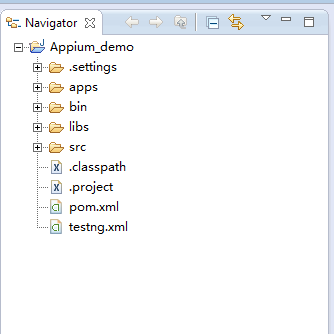 Navigator
Appium_demo
.settings
apps
bin
libs
src
.classpath
.project
pom.xml
testng.xml